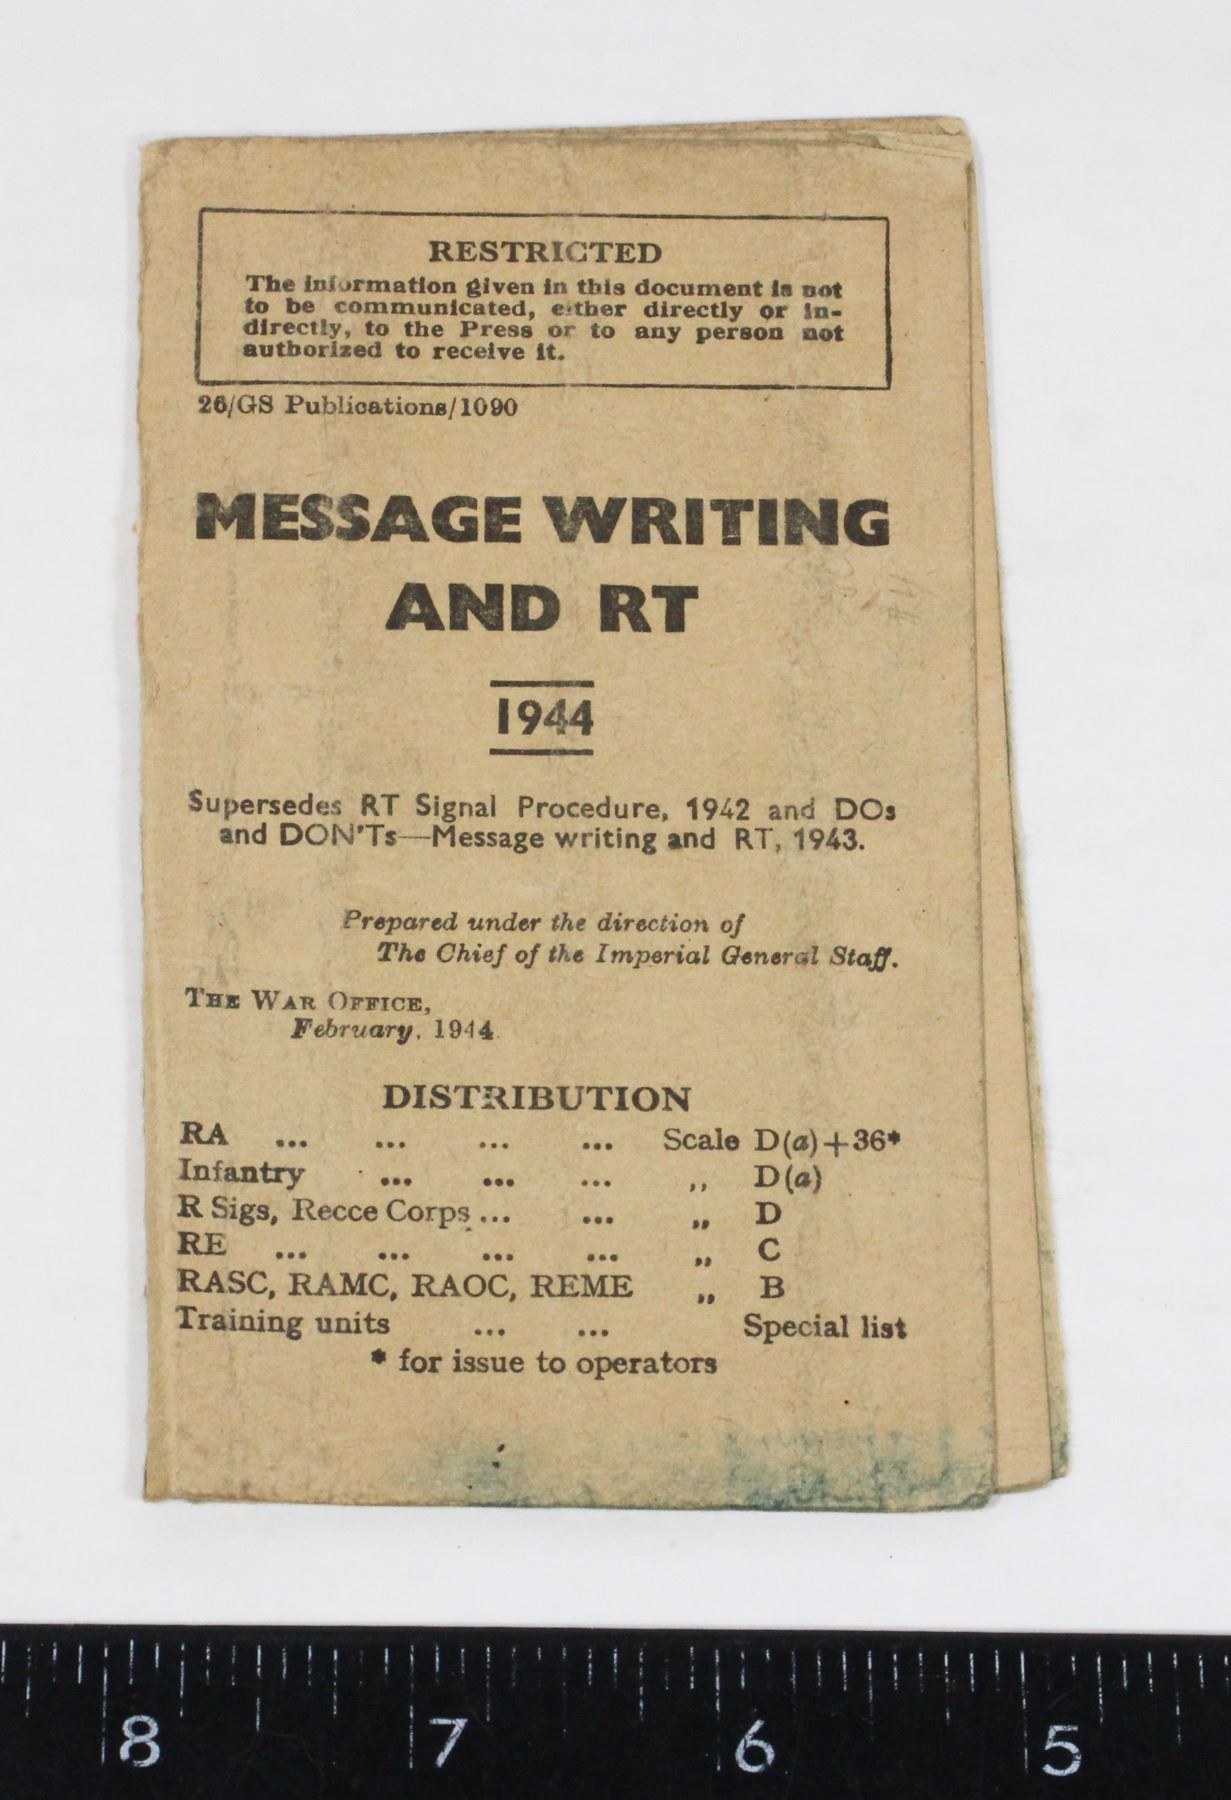 RESTRICTED
The information given in this document is not
to be communicated, either directly or in-
directly, to the Press or to any person not
authorized to receive it.
26/GS Publications/1090
MESSAGE WRITING
AND RT
1944
Supersedes RT Signal Procedure, 1942 and DOs
and DON'Ts—Message writing and RT, 1943.
Prepared under the direction of
The Chief of the Imperial General Staff.
THE WAR OFFICE,
February, 1944
DISTRIBUTION
RA ... ... ... ... Scale D(a)+36*
Infantry ... ... ... ,, D(a)
R Sigs, Recce Corps ... ... ,, D
RE ... ... ... ... ,, C
RASC, RAMC, RAOC, REME ,, B
Training units ... ... Special list
* for issue to operators
8 7 6 5